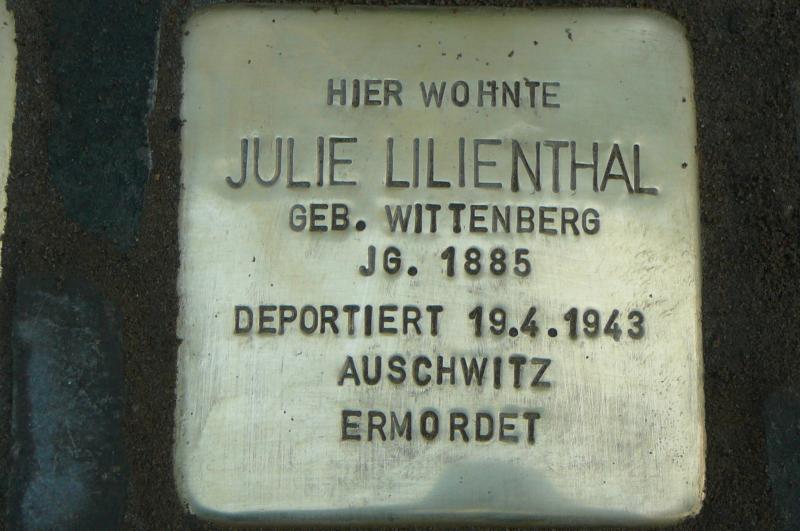 HIER WOHNTE
JULIE LILIENTHAL
GEB. WITTENBERG
JG. 1885
DEPORTIERT 19.4.1943
AUSCHWITZ
ERMORDET